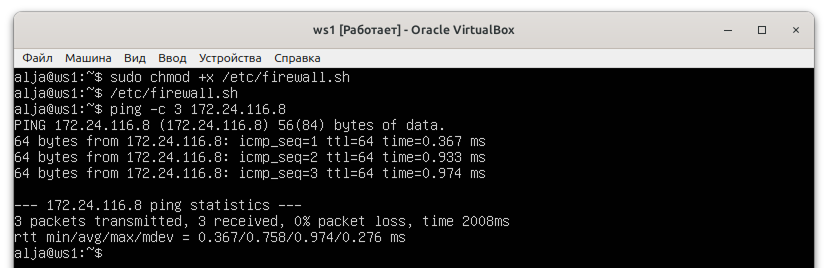 ws1 [Работает] - Oracle VirtualBox
Файл Машина Вид Ввод Устройства Справка
alja@ws1:~$ sudo chmod +x /etc/firewall.sh
alja@ws1:~$ /etc/firewall.sh
alja@ws1:~$ ping -c 3 172.24.116.8
PING 172.24.116.8 (172.24.116.8) 56(84) bytes of data.
64 bytes from 172.24.116.8: icmp_seq=1 ttl=64 time=0.367 ms
64 bytes from 172.24.116.8: icmp_seq=2 ttl=64 time=0.933 ms
64 bytes from 172.24.116.8: icmp_seq=3 ttl=64 time=0.974 ms
--- 172.24.116.8 ping statistics ---
3 packets transmitted, 3 received, 0% packet loss, time 2008ms
rtt min/avg/max/mdev = 0.367/0.758/0.974/0.276 ms
alja@ws1:~$